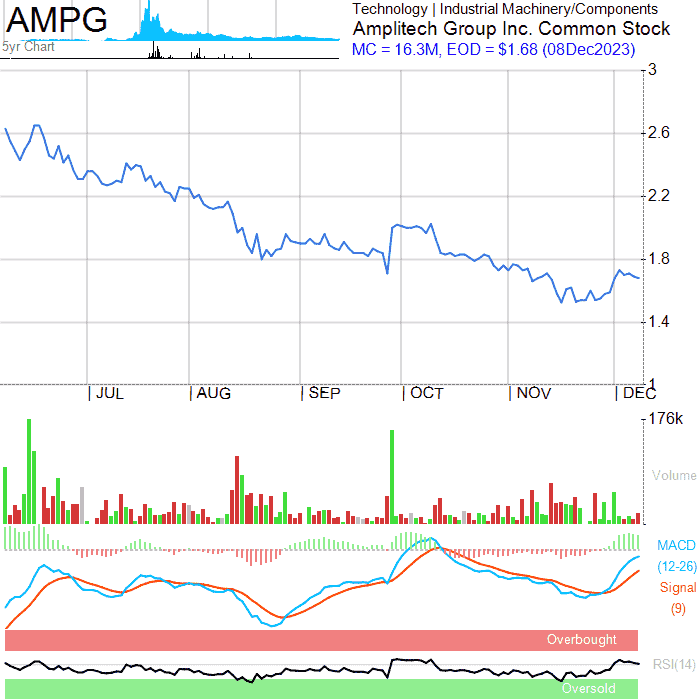 AMPG
5yr Chart
Technology | Industrial Machinery/Components
Amplitech Group Inc. Common Stock
MC = 16.3M, EOD = $1.68 (08Dec2023)
3
2.6
2.2
1.8
1.4
1
JUL AUG SEP OCT NOV DEC
176k
Volume
MACD
(12-26)
Signal
(9)
Overbought
RSI(14)
Oversold